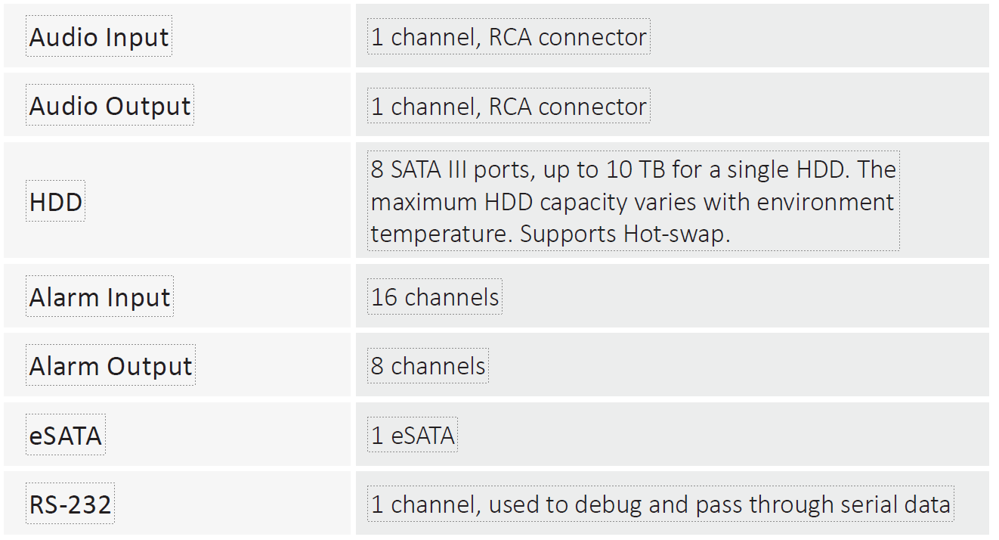 Audio Input
1 channel, RCA connector
Audio Output
1 channel, RCA connector
HDD
8 SATA III ports, up to 10 TB for a single HDD. The
maximum HDD capacity varies with environment
temperature. Supports Hot-swap.
Alarm Input
16 channels
Alarm Output
8 channels
eSATA
1 eSATA
RS-232
1 channel, used to debug and pass through serial data